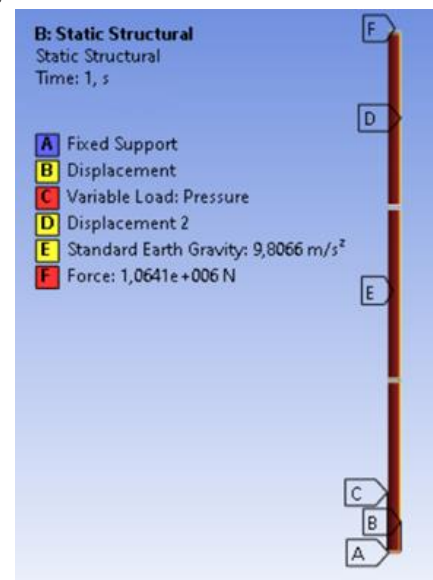 B: Static Structural
Static Structural
Time: 1, s
A Fixed Support
B Displacement
C Variable Load: Pressure
D Displacement 2
E Standard Earth Gravity: 9,8066 m/s²
F Force: 1,0641e+006 N
F
D
E
C
B
A